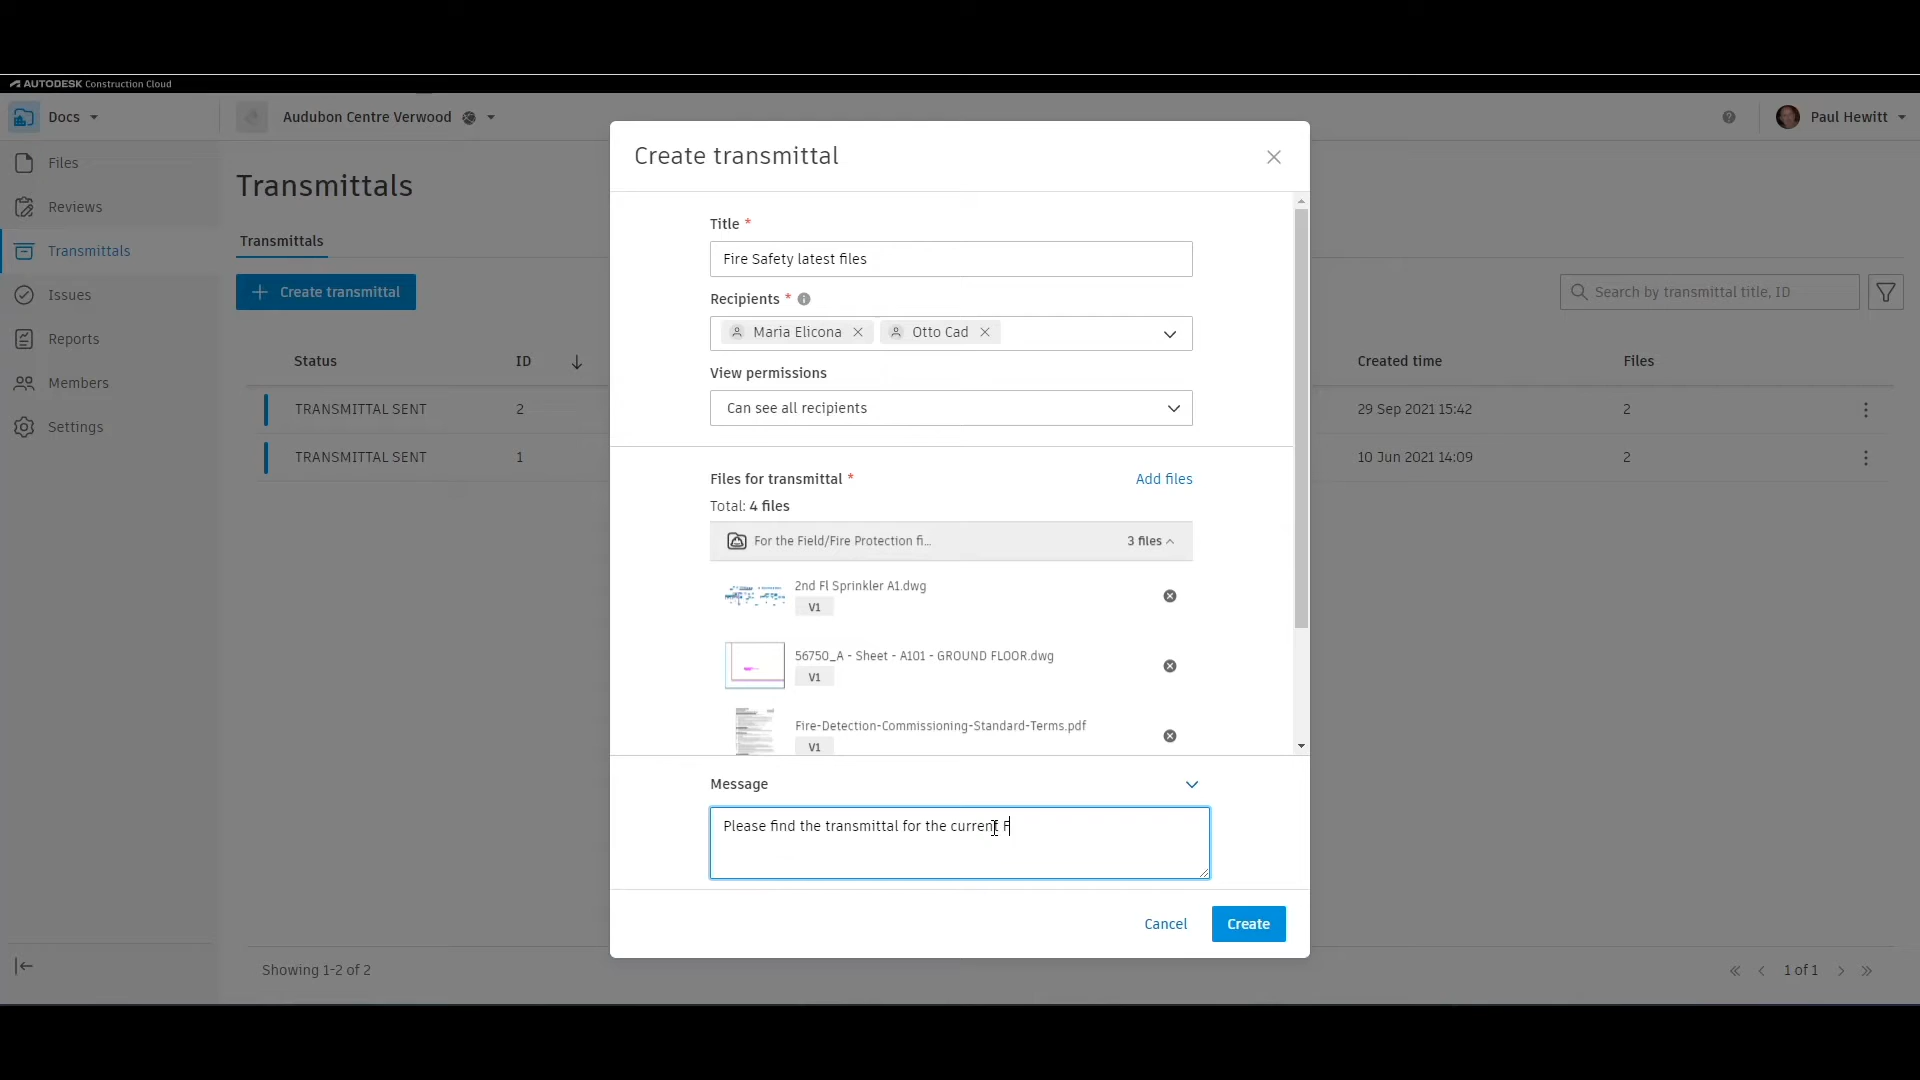 AUTODESK Construction Cloud
Docs
Audubon Centre Verwood
Paul Hewitt
Files
Reviews
Transmittals
Issues
Reports
Members
Settings
Transmittals
Transmittals
Create transmittal
Search by transmittal title, ID
Status ID Created time Files
TRANSMITTAL SENT 2 29 Sep 2021 15:42 2
TRANSMITTAL SENT 1 10 Jun 2021 14:09 2
Showing 1-2 of 2
1 of 1
Create transmittal
Title *
Fire Safety latest files
Recipients *
Maria Elicona Otto Cad
View permissions
Can see all recipients
Files for transmittal * Add files
Total: 4 files
For the Field/Fire Protection fi... 3 files
2nd Fl Sprinkler A1.dwg
V1
56750_A - Sheet - A101 - GROUND FLOOR.dwg
V1
Fire-Detection-Commissioning-Standard-Terms.pdf
V1
Message
Please find the transmittal for the current F
Cancel Create